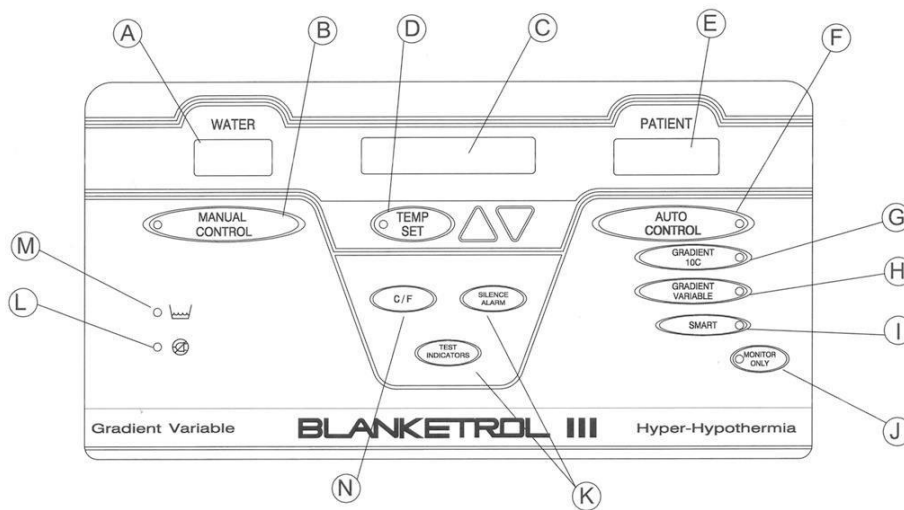 A
B
D
C
E
F
WATER
PATIENT
MANUAL
CONTROL
TEMP
SET
AUTO
CONTROL
G
GRADIENT
10C
M
H
C / F
SILENCE
ALARM
GRADIENT
VARIABLE
L
I
SMART
TEST
INDICATORS
MONITOR
ONLY
Gradient Variable
BLANKETROL III
Hyper-Hypothermia
J
N
K